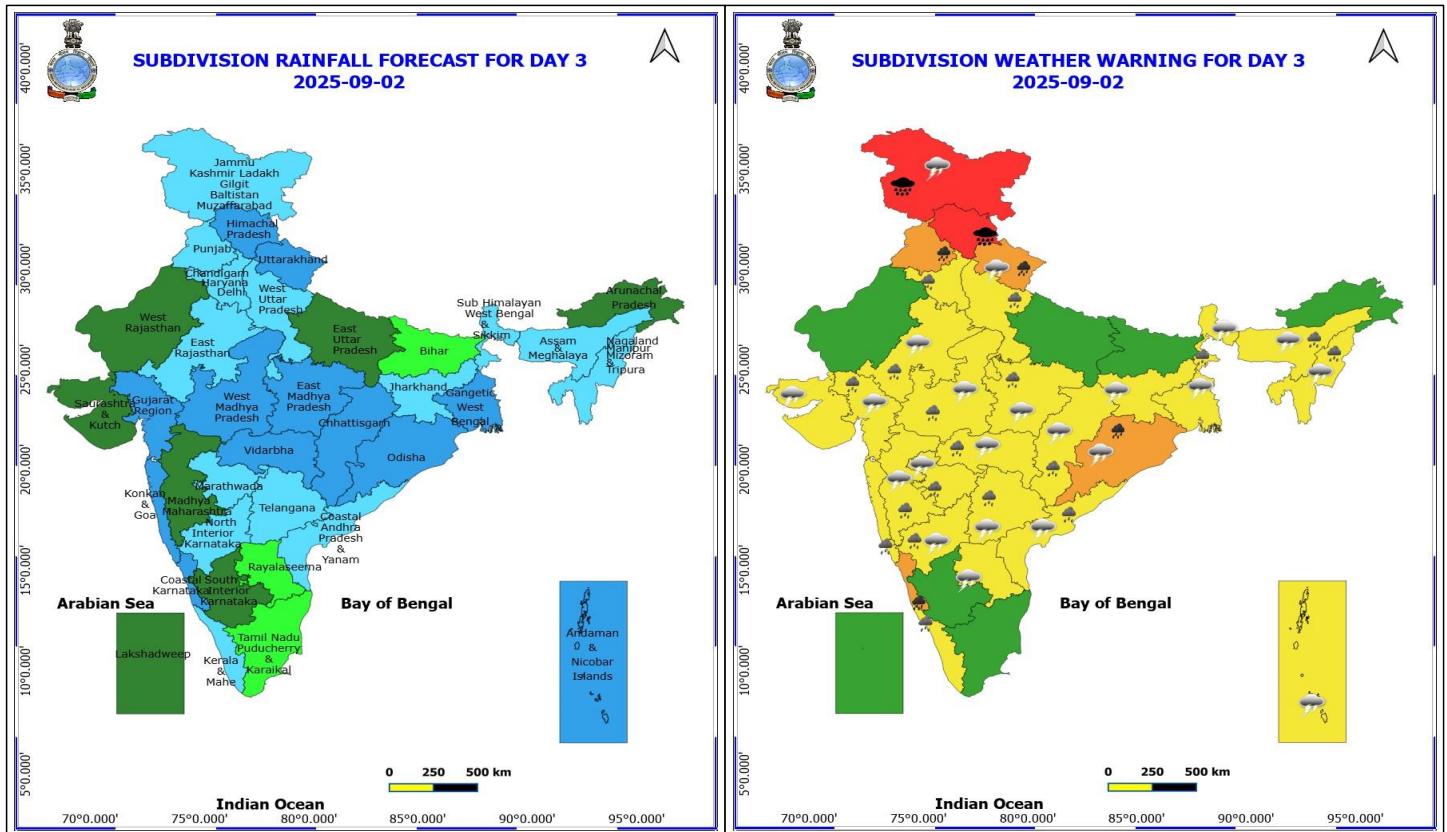 SUBDIVISION RAINFALL FORECAST FOR DAY 3
2025-09-02
40°0.000'
35°0.000'
30°0.000'
25°0.000'
20°0.000'
15°0.000'
10°0.000'
5°0.000'
Jammu
Kashmir Ladakh
Gilgit
Baltistan
Muzaffarabad
Himachal
Pradesh
Punjab
Uttarakhand
Chandigarh
Haryana
Delhi
West
Uttar
Pradesh
West
Rajasthan
East
Rajasthan
East
Uttar
Pradesh
Bihar
Sub Himalayan
West Bengal
&
Sikkim
Arunachal
Pradesh
Assam
&
Meghalaya
Nagaland
Manipur
Mizoram
&
Tripura
Jharkhand
Gangetic
West
Bengal
Saurashtra
&
Kutch
Gujarat
Region
West
Madhya
Pradesh
East
Madhya
Pradesh
Chhattisgarh
Vidarbha
Odisha
Konkan
&
Goa
Madhya
Maharashtra
Marathwada
Telangana
North
Interior
Karnataka
Coastal
Andhra
Pradesh
&
Yanam
Rayalaseema
Coastal
Karnataka
South
Interior
Karnataka
Tamil Nadu
Puducherry
&
Karaikal
Kerala
&
Mahe
Lakshadweep
Andaman
&
Nicobar
Islands
Arabian Sea
Bay of Bengal
Indian Ocean
0 250 500 km
70°0.000' 75°0.000' 80°0.000' 85°0.000' 90°0.000' 95°0.000'
SUBDIVISION WEATHER WARNING FOR DAY 3
2025-09-02
40°0.000'
35°0.000'
30°0.000'
25°0.000'
20°0.000'
15°0.000'
10°0.000'
5°0.000'
Arabian Sea
Bay of Bengal
Indian Ocean
0 250 500 km
70°0.000' 75°0.000' 80°0.000' 85°0.000' 90°0.000' 95°0.000'